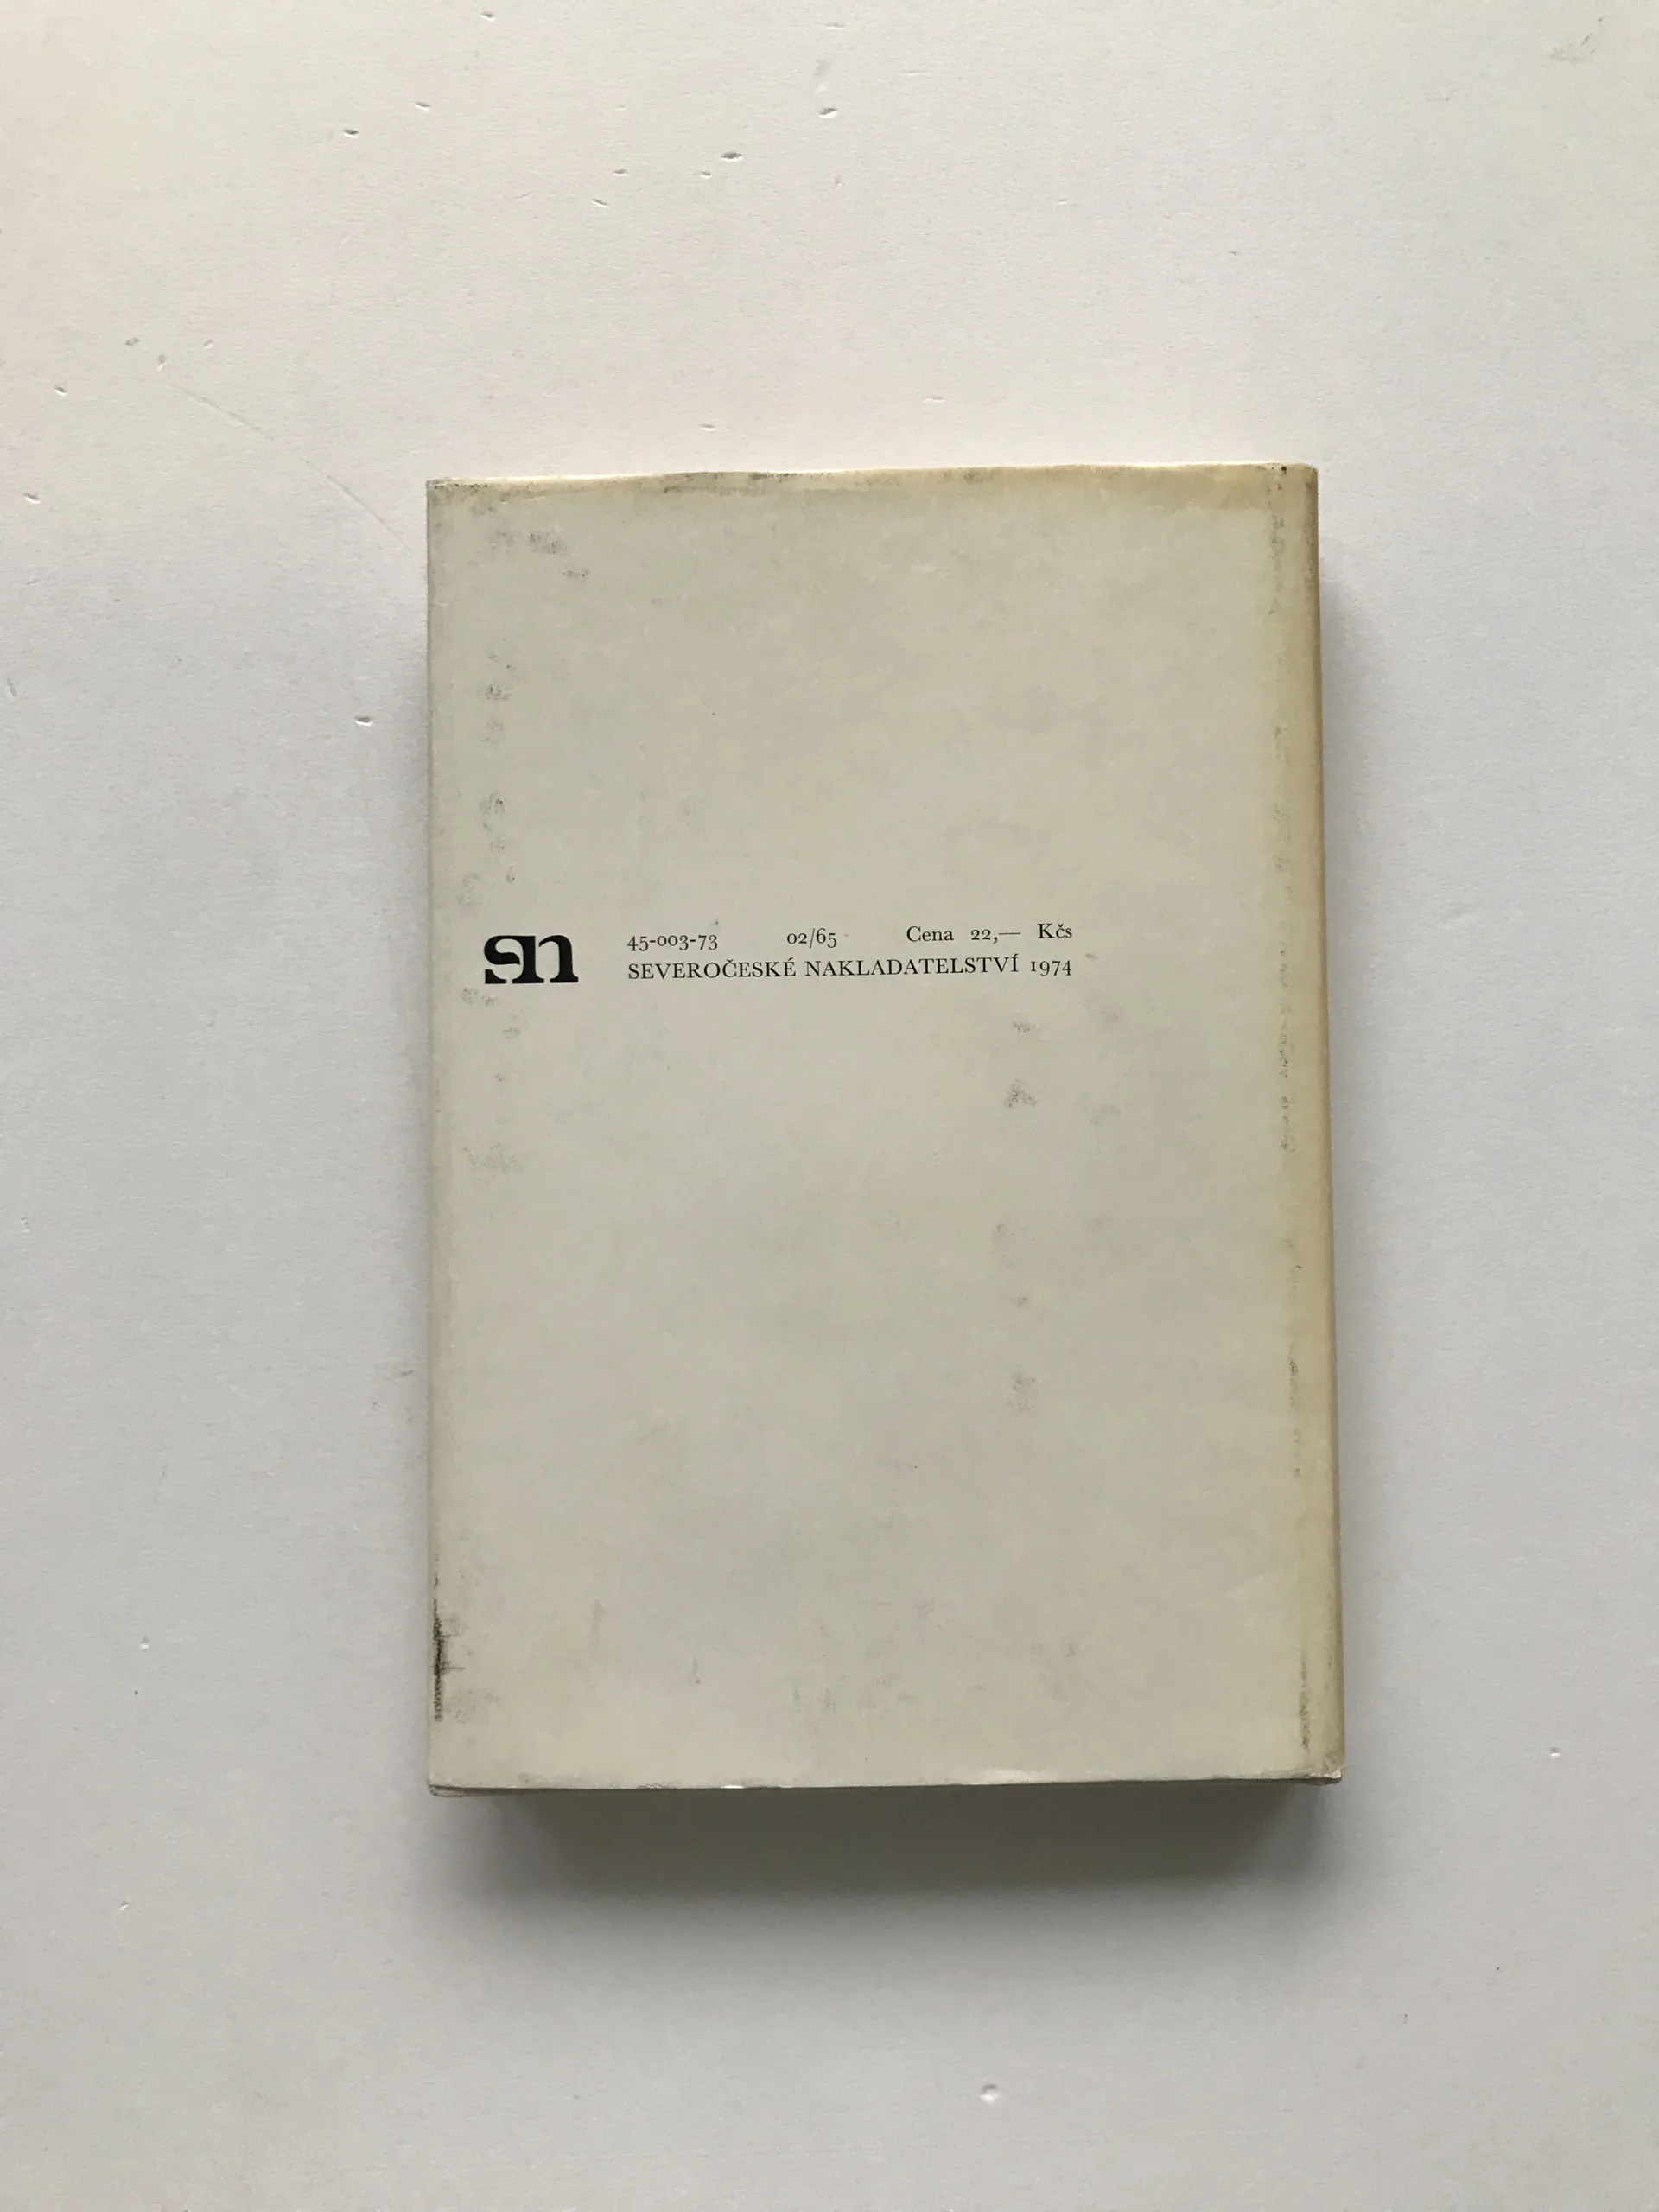 sn
45-003-73 02/65 Cena 22,— Kčs
SEVEROČESKÉ NAKLADATELSTVÍ 1974